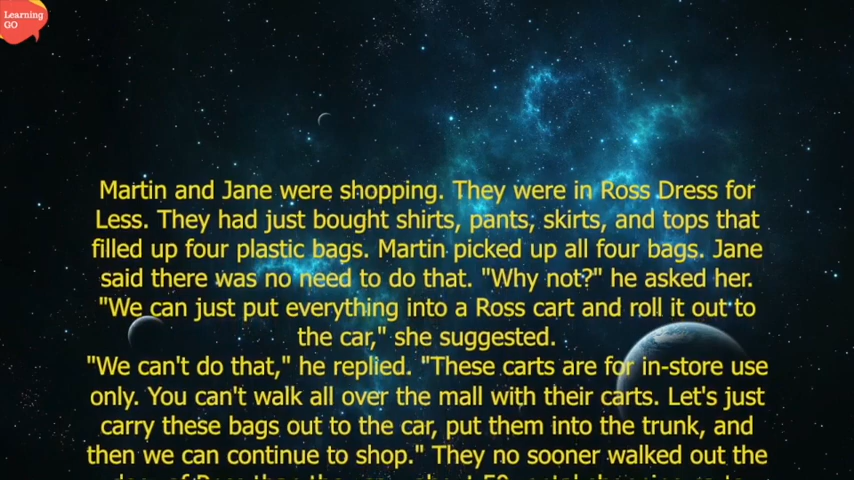 Learning
GO
Martin and Jane were shopping. They were in Ross Dress for
Less. They had just bought shirts, pants, skirts, and tops that
filled up four plastic bags. Martin picked up all four bags. Jane
said there was no need to do that. "Why not?" he asked her.
"We can just put everything into a Ross cart and roll it out to
the car," she suggested.
"We can't do that," he replied. "These carts are for in-store use
only. You can't walk all over the mall with their carts. Let's just
carry these bags out to the car, put them into the trunk, and
then we can continue to shop." They no sooner walked out the